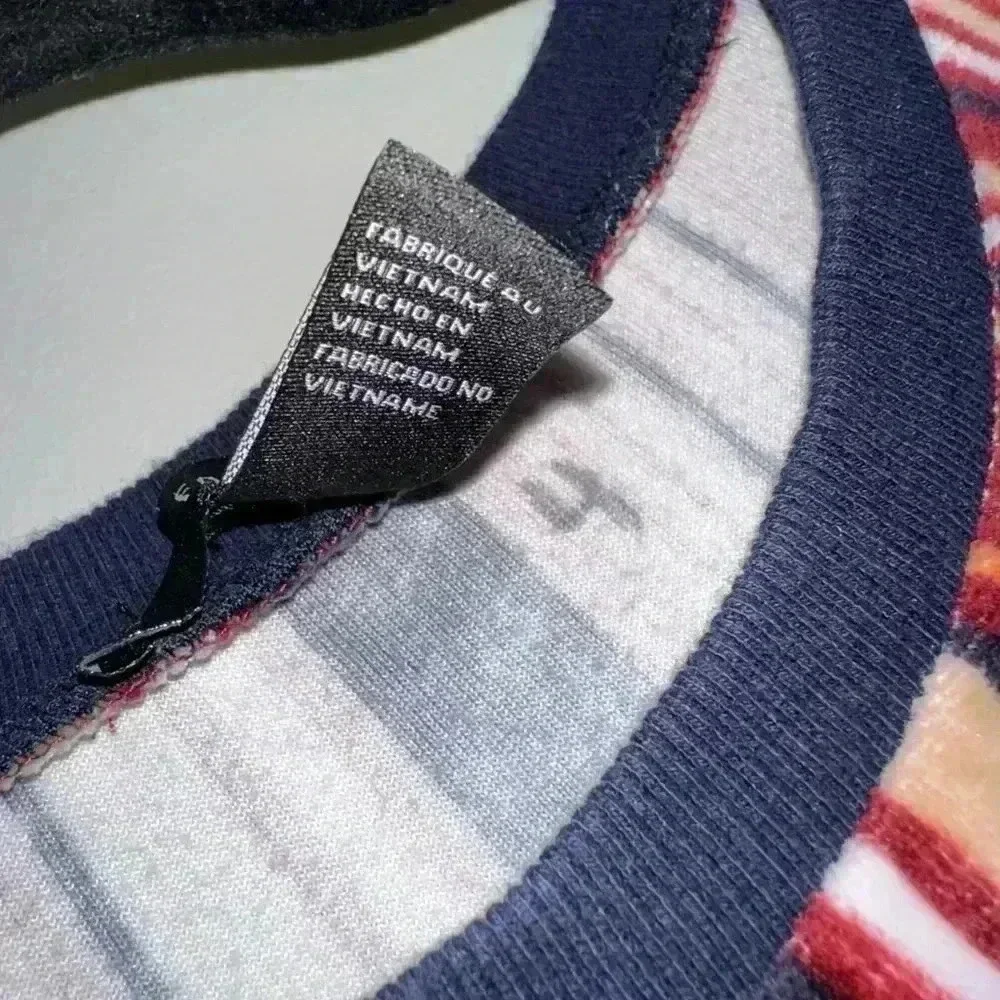 FABRIQUÉ AU
VIETNAM
HECHO EN
VIETNAM
FABRICADO NO
VIETNAME